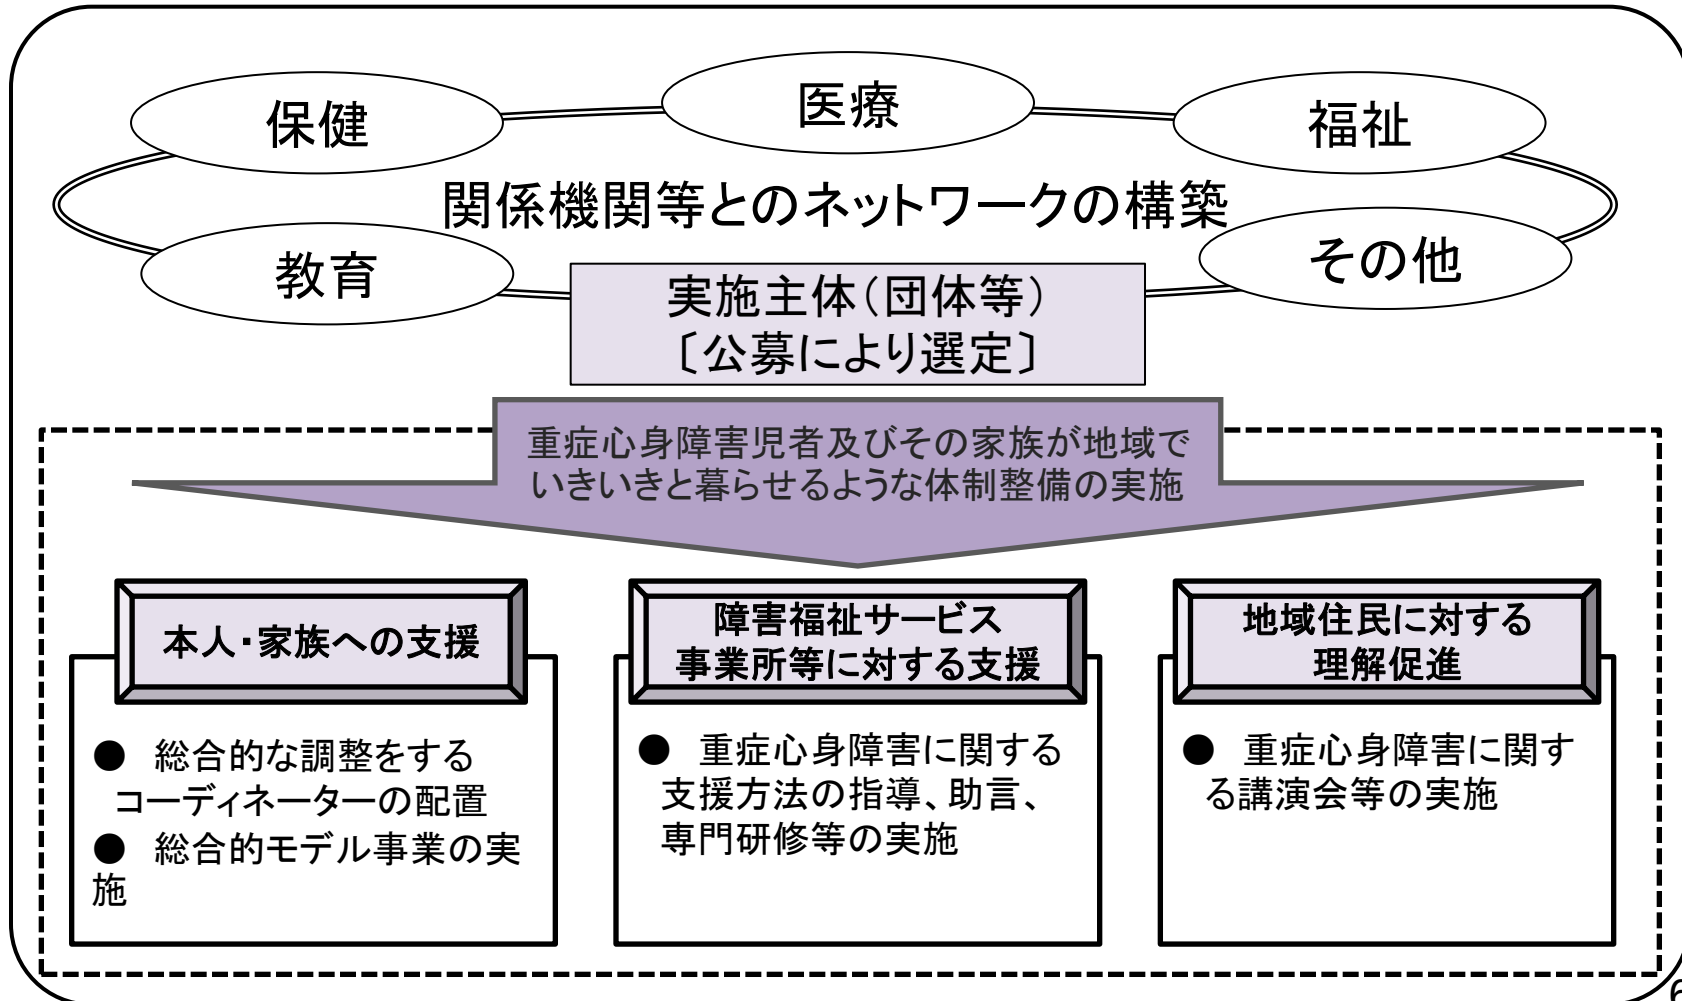 保健
医療
福祉
関係機関等とのネットワークの構築
教育
その他
実施主体（団体等）
〔公募により選定〕
重症心身障害児者及びその家族が地域で
いきいきと暮らせるような体制整備の実施
本人・家族への支援
● 総合的な調整をする
コーディネーターの配置
● 総合的モデル事業の実
施
障害福祉サービス
事業所等に対する支援
● 重症心身障害に関する
支援方法の指導、助言、
専門研修等の実施
地域住民に対する
理解促進
● 重症心身障害に関す
る講演会等の実施
6